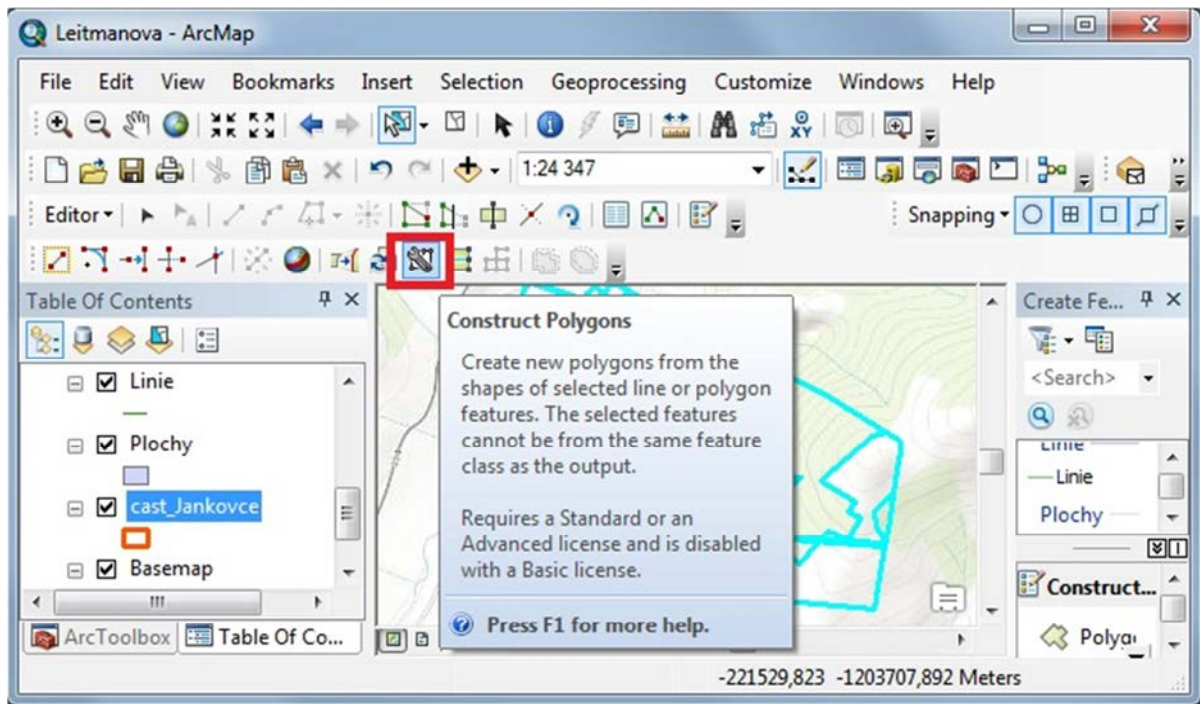 Leitmanova - ArcMap
File Edit View Bookmarks Insert Selection Geoprocessing Customize Windows Help
1:24 347
Editor
Snapping
Table Of Contents
Linie
Plochy
cast_Jankovce
Basemap
ArcToolbox Table Of Co...
Construct Polygons
Create new polygons from the
shapes of selected line or polygon
features. The selected features
cannot be from the same feature
class as the output.
Requires a Standard or an
Advanced license and is disabled
with a Basic license.
Press F1 for more help.
Create Fe...
<Search>
Linie
Linie
Plochy
Construct...
-221529,823 -1203707,892 Meters